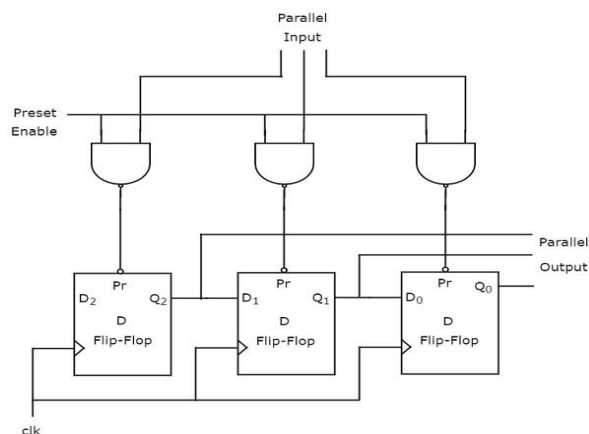 Parallel
Input
Preset
Enable
Parallel
Output
Pr
Pr
Pr
D₂ Q₂ D₁ Q₁ D₀ Q₀
D
D
D
Flip-Flop
Flip-Flop
Flip-Flop
clk